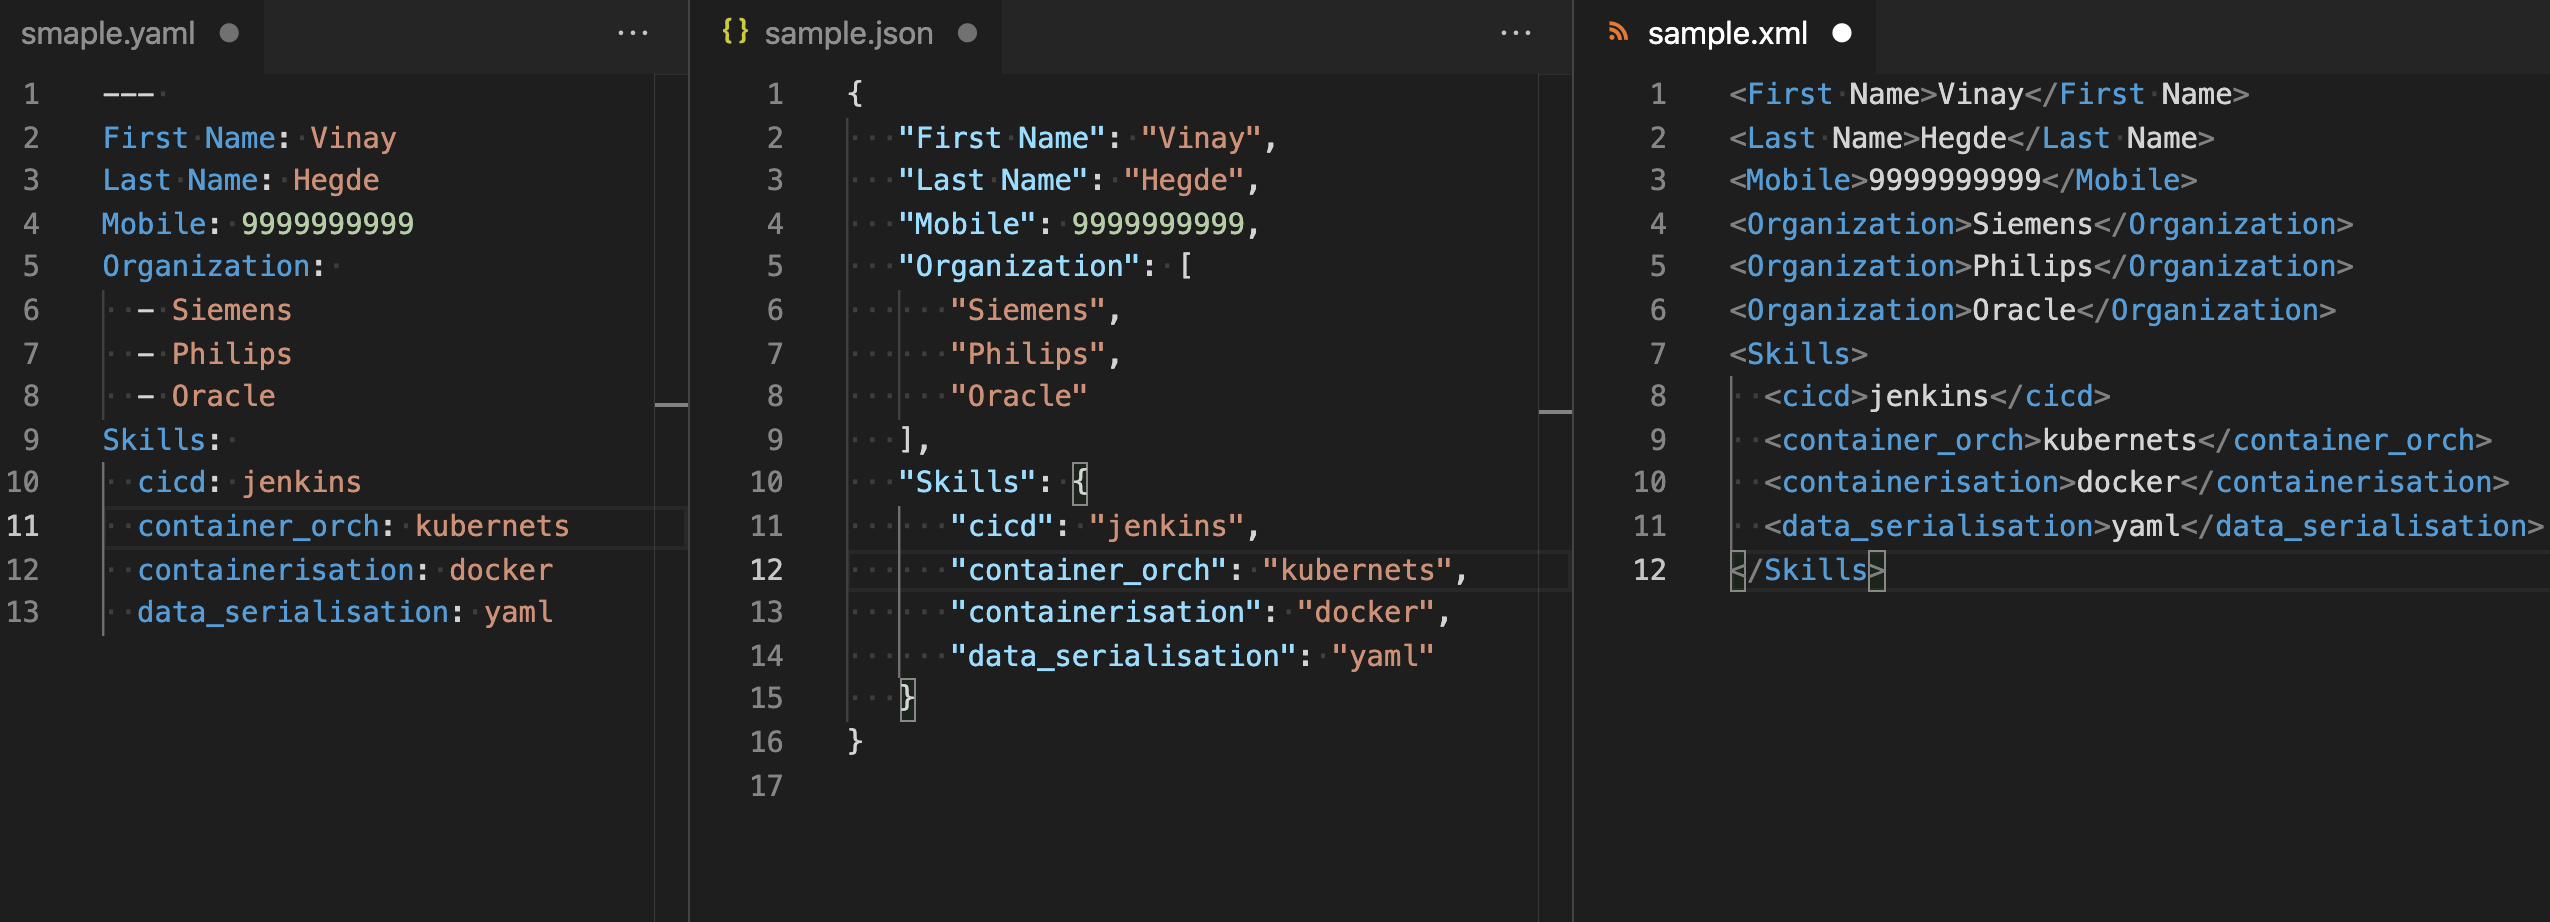 smaple.yaml
1 ---
2 First Name: Vinay
3 Last Name: Hegde
4 Mobile: 9999999999
5 Organization:
6   - Siemens
7   - Philips
8   - Oracle
9 Skills:
10   cicd: jenkins
11   container_orch: kubernets
12   containerisation: docker
13   data_serialisation: yaml
{} sample.json
1 {
2    "First Name": "Vinay",
3    "Last Name": "Hegde",
4    "Mobile": 9999999999,
5    "Organization": [
6       "Siemens",
7       "Philips",
8       "Oracle"
9    ],
10    "Skills": {
11       "cicd": "jenkins",
12       "container_orch": "kubernets",
13       "containerisation": "docker",
14       "data_serialisation": "yaml"
15    }
16 }
17
sample.xml
1 <First Name>Vinay</First Name>
2 <Last Name>Hegde</Last Name>
3 <Mobile>9999999999</Mobile>
4 <Organization>Siemens</Organization>
5 <Organization>Philips</Organization>
6 <Organization>Oracle</Organization>
7 <Skills>
8   <cicd>jenkins</cicd>
9   <container_orch>kubernets</container_orch>
10   <containerisation>docker</containerisation>
11   <data_serialisation>yaml</data_serialisation>
12 </Skills>